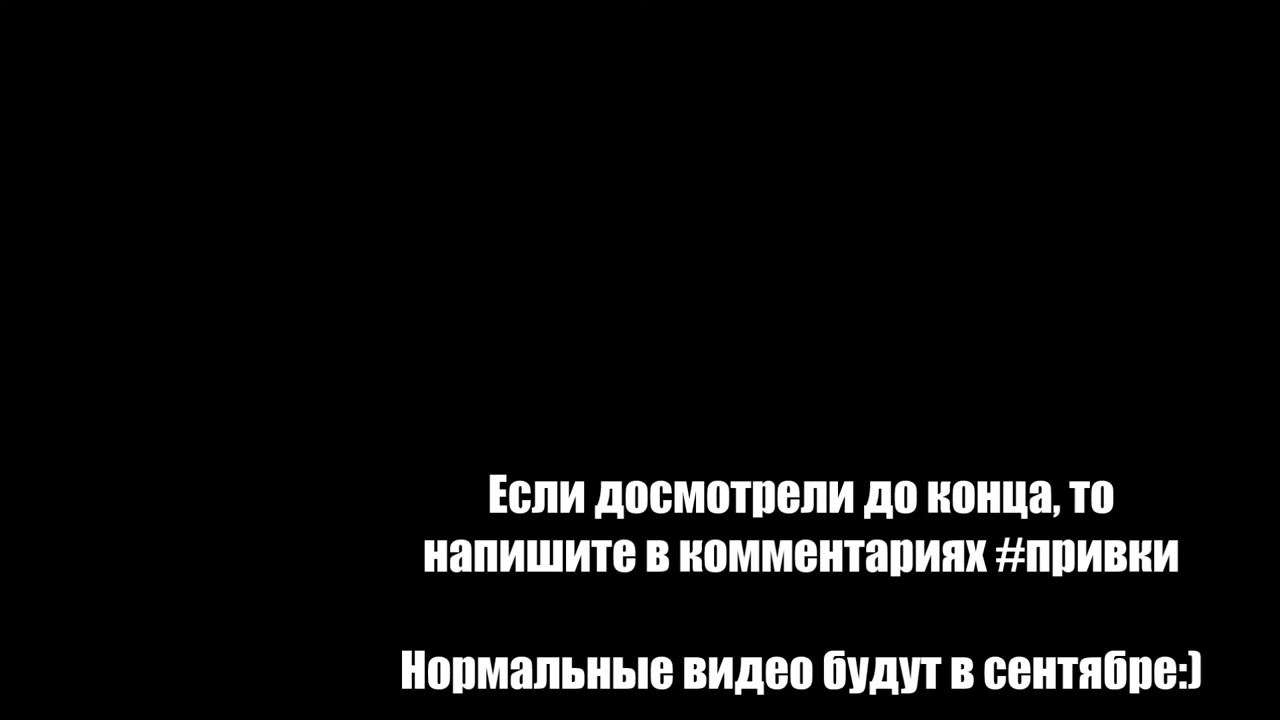 Если досмотрели до конца, то
напишите в комментариях #привки
Нормальные видео будут в сентябре:)